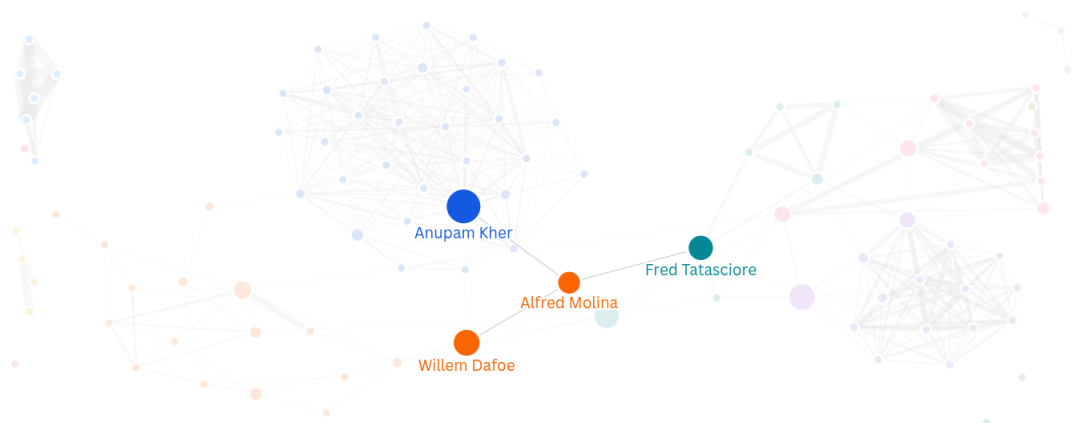 Anupam Kher
Fred Tatasciore
Alfred Molina
Willem Dafoe